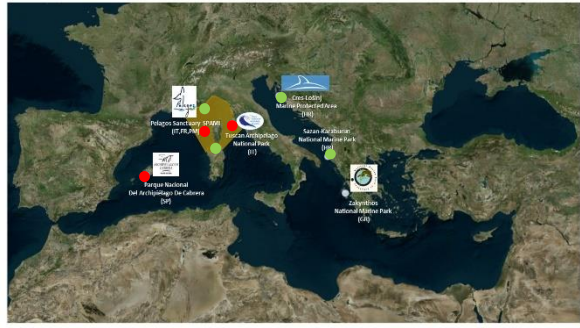 Pelagos
Cres-Lošinj
Marine Protected Area
(HR)
Pelagos Sanctuary SPAMI
(IT,FR,PM)
Tuscan Archipelago
National Park
(IT)
Sazan-Karaburun
National Marine Park
Parque Nacional
Del Archipiélago De Cabrera
(SP)
Zakynthos
National Marine Park
(GR)